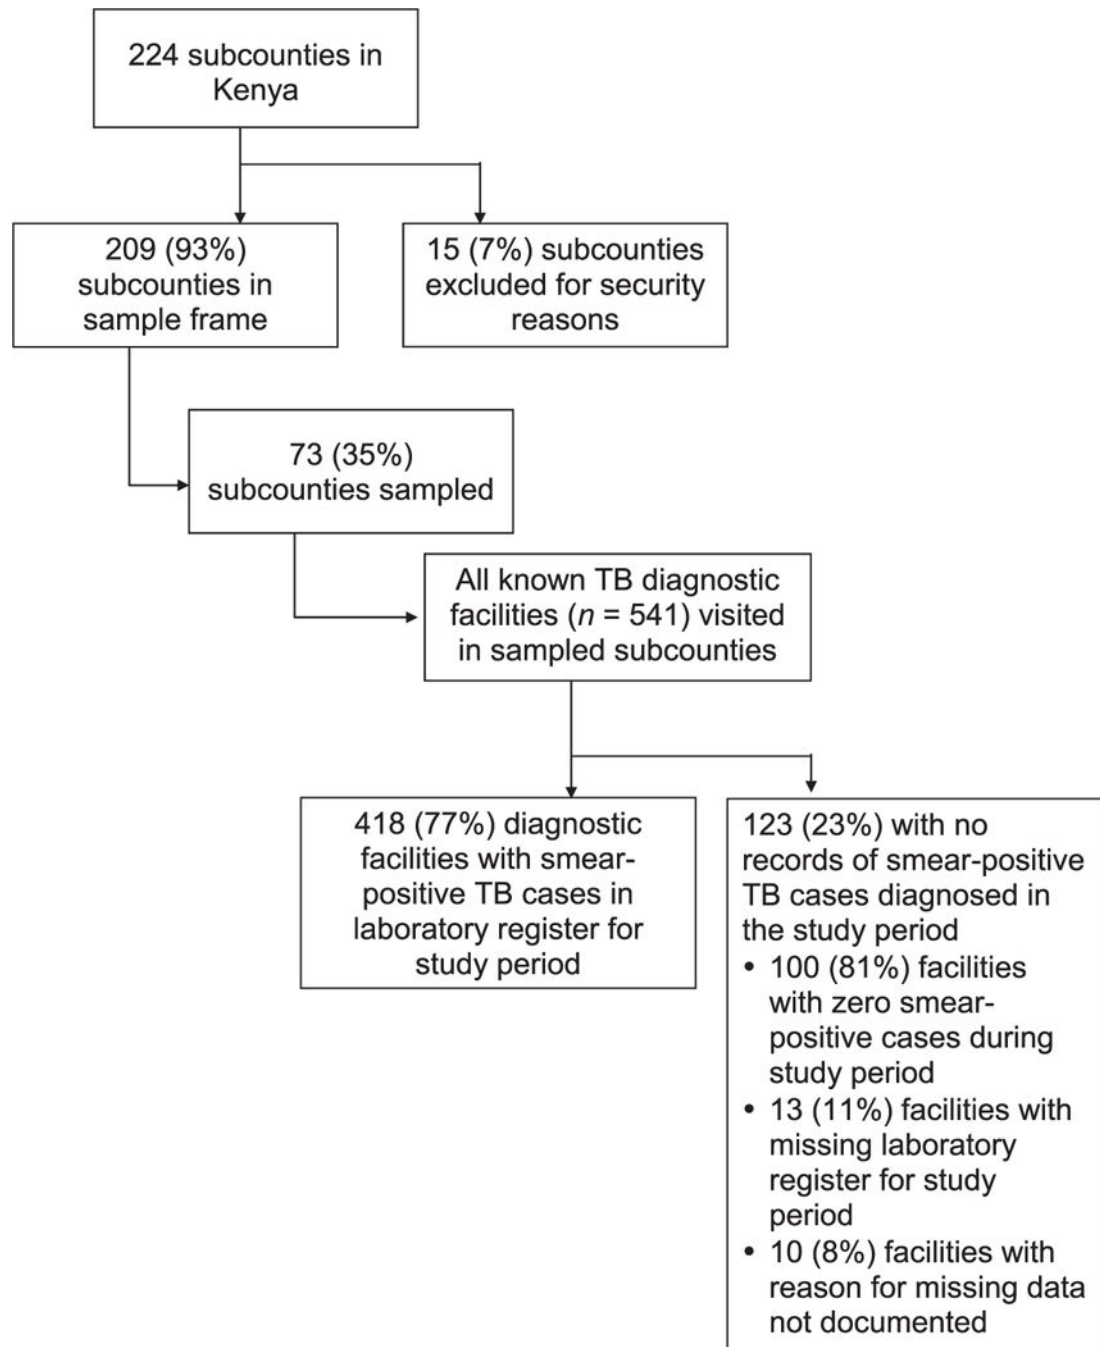 224 subcounties in
Kenya
209 (93%)
subcounties in
sample frame
15 (7%) subcounties
excluded for security
reasons
73 (35%)
subcounties sampled
All known TB diagnostic
facilities (n = 541) visited
in sampled subcounties
418 (77%) diagnostic
facilities with smear-
positive TB cases in
laboratory register for
study period
123 (23%) with no
records of smear-positive
TB cases diagnosed in
the study period
• 100 (81%) facilities
with zero smear-
positive cases during
study period
• 13 (11%) facilities with
missing laboratory
register for study
period
• 10 (8%) facilities with
reason for missing data
not documented